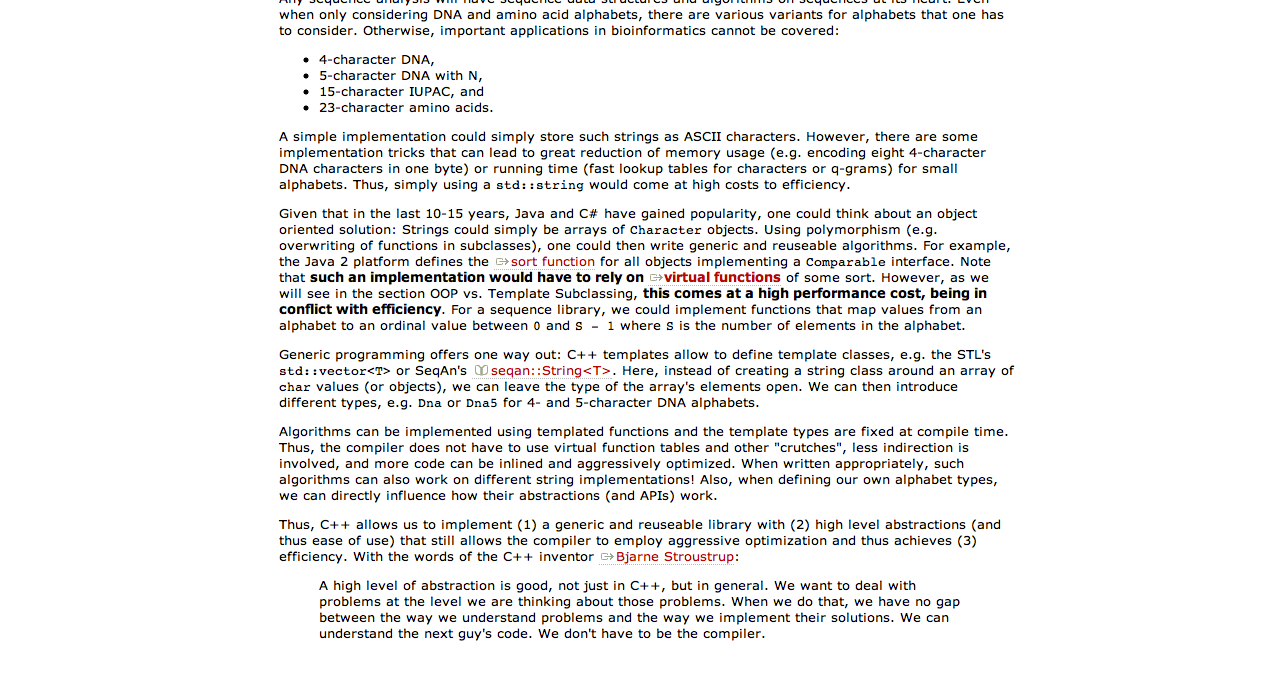 Any sequence analysis will have sequence data structures and algorithms on sequences at its heart. Even
when only considering DNA and amino acid alphabets, there are various variants for alphabets that one has
to consider. Otherwise, important applications in bioinformatics cannot be covered:
• 4-character DNA,
• 5-character DNA with N,
• 15-character IUPAC, and
• 23-character amino acids.
A simple implementation could simply store such strings as ASCII characters. However, there are some
implementation tricks that can lead to great reduction of memory usage (e.g. encoding eight 4-character
DNA characters in one byte) or running time (fast lookup tables for characters or q-grams) for small
alphabets. Thus, simply using a std::string would come at high costs to efficiency.
Given that in the last 10-15 years, Java and C# have gained popularity, one could think about an object
oriented solution: Strings could simply be arrays of Character objects. Using polymorphism (e.g.
overwriting of functions in subclasses), one could then write generic and reuseable algorithms. For example,
the Java 2 platform defines the sort function for all objects implementing a Comparable interface. Note
that such an implementation would have to rely on virtual functions of some sort. However, as we
will see in the section OOP vs. Template Subclassing, this comes at a high performance cost, being in
conflict with efficiency. For a sequence library, we could implement functions that map values from an
alphabet to an ordinal value between 0 and S - 1 where S is the number of elements in the alphabet.
Generic programming offers one way out: C++ templates allow to define template classes, e.g. the STL's
std::vector<T> or SeqAn's seqan::String<T>. Here, instead of creating a string class around an array of
char values (or objects), we can leave the type of the array's elements open. We can then introduce
different types, e.g. Dna or Dna5 for 4- and 5-character DNA alphabets.
Algorithms can be implemented using templated functions and the template types are fixed at compile time.
Thus, the compiler does not have to use virtual function tables and other "crutches", less indirection is
involved, and more code can be inlined and aggressively optimized. When written appropriately, such
algorithms can also work on different string implementations! Also, when defining our own alphabet types,
we can directly influence how their abstractions (and APIs) work.
Thus, C++ allows us to implement (1) a generic and reuseable library with (2) high level abstractions (and
thus ease of use) that still allows the compiler to employ aggressive optimization and thus achieves (3)
efficiency. With the words of the C++ inventor Bjarne Stroustrup:
A high level of abstraction is good, not just in C++, but in general. We want to deal with
problems at the level we are thinking about those problems. When we do that, we have no gap
between the way we understand problems and the way we implement their solutions. We can
understand the next guy's code. We don't have to be the compiler.